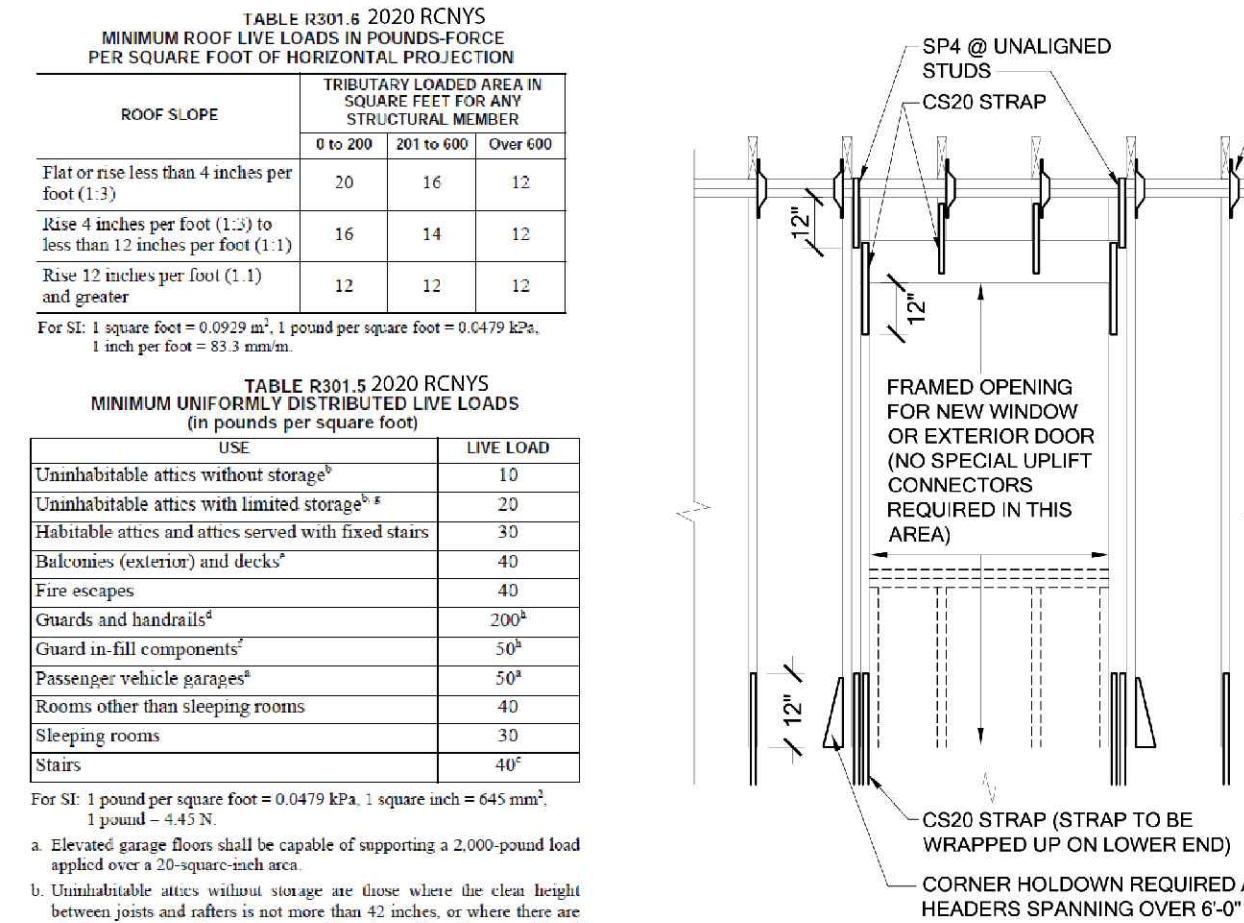 TABLE R301.6 2020 RCNYS
MINIMUM ROOF LIVE LOADS IN POUNDS-FORCE
PER SQUARE FOOT OF HORIZONTAL PROJECTION
ROOF SLOPE
TRIBUTARY LOADED AREA IN
SQUARE FEET FOR ANY
STRUCTURAL MEMBER
0 to 200 201 to 600 Over 600
Flat or rise less than 4 inches per
foot (1:3)
20 16 12
Rise 4 inches per foot (1:3) to
less than 12 inches per foot (1:1)
16 14 12
Rise 12 inches per foot (1:1)
and greater
12 12 12
For SI: 1 square foot = 0.0929 m², 1 pound per square foot = 0.0479 kPa,
1 inch per foot = 83.3 mm/m.
TABLE R301.5 2020 RCNYS
MINIMUM UNIFORMLY DISTRIBUTED LIVE LOADS
(in pounds per square foot)
USE LIVE LOAD
Uninhabitable attics without storageᵇ 10
Uninhabitable attics with limited storageᵇ, ᵍ 20
Habitable attics and attics served with fixed stairs 30
Balconies (exterior) and decksᵉ 40
Fire escapes 40
Guards and handrailsᵈ 200ʰ
Guard in-fill componentsᶠ 50ʰ
Passenger vehicle garagesᵃ 50ᵃ
Rooms other than sleeping rooms 40
Sleeping rooms 30
Stairs 40ᶜ
For SI: 1 pound per square foot = 0.0479 kPa, 1 square inch = 645 mm²,
1 pound = 4.45 N.
a. Elevated garage floors shall be capable of supporting a 2,000-pound load
applied over a 20-square-inch area.
b. Uninhabitable attics without storage are those where the clear height
between joists and rafters is not more than 42 inches, or where there are
SP4 @ UNALIGNED
STUDS
CS20 STRAP
12"
12"
FRAMED OPENING
FOR NEW WINDOW
OR EXTERIOR DOOR
(NO SPECIAL UPLIFT
CONNECTORS
REQUIRED IN THIS
AREA)
12"
CS20 STRAP (STRAP TO BE
WRAPPED UP ON LOWER END)
CORNER HOLDOWN REQUIRED
HEADERS SPANNING OVER 6'-0"